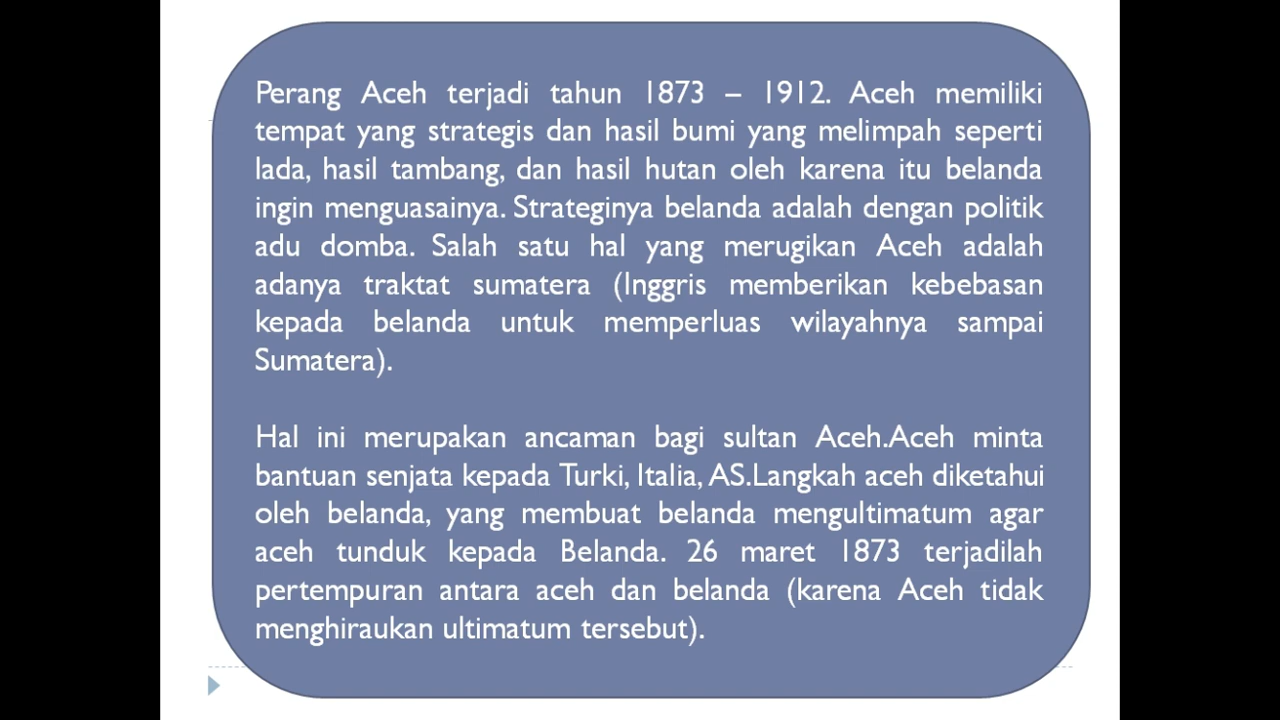 Perang Aceh terjadi tahun 1873 – 1912. Aceh memiliki
tempat yang strategis dan hasil bumi yang melimpah seperti
lada, hasil tambang, dan hasil hutan oleh karena itu belanda
ingin menguasainya. Strateginya belanda adalah dengan politik
adu domba. Salah satu hal yang merugikan Aceh adalah
adanya traktat sumatera (Inggris memberikan kebebasan
kepada belanda untuk memperluas wilayahnya sampai
Sumatera).
Hal ini merupakan ancaman bagi sultan Aceh.Aceh minta
bantuan senjata kepada Turki, Italia, AS.Langkah aceh diketahui
oleh belanda, yang membuat belanda mengultimatum agar
aceh tunduk kepada Belanda. 26 maret 1873 terjadilah
pertempuran antara aceh dan belanda (karena Aceh tidak
menghiraukan ultimatum tersebut).